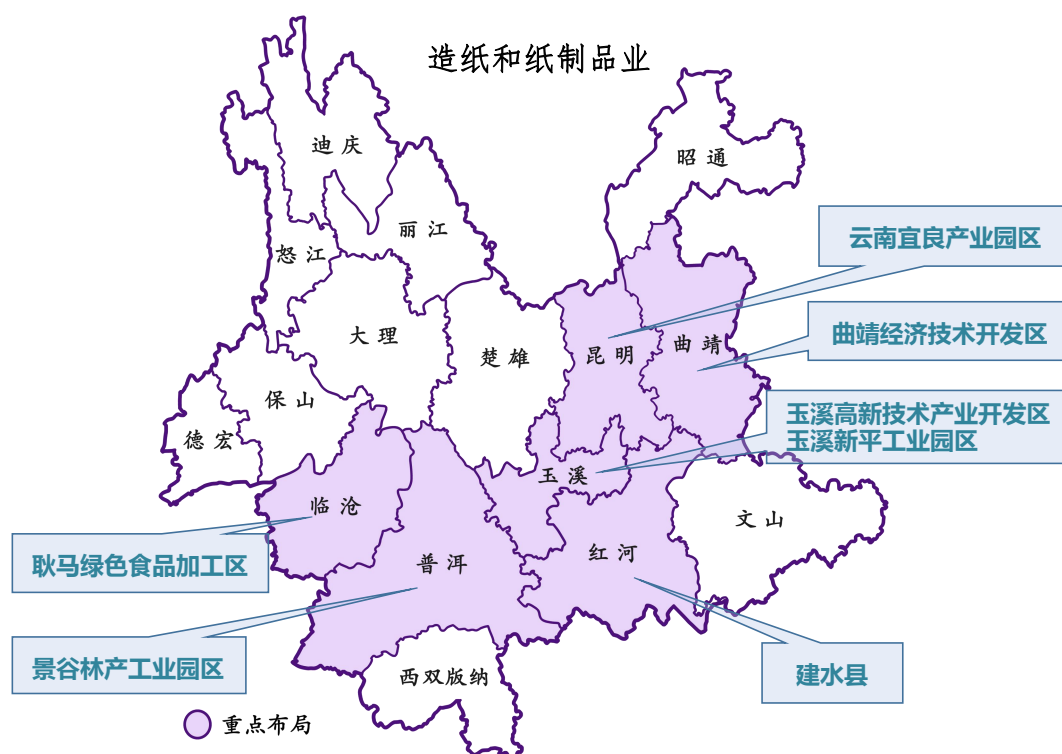 造纸和纸制品业
迪庆
昭通
丽江
云南宜良产业园区
怒江
大理
曲靖经济技术开发区
楚雄
昆明
曲靖
保山
玉溪高新技术产业开发区
玉溪新平工业园区
德宏
玉溪
临沧
文山
耿马绿色食品加工区
普洱
红河
景谷林产工业园区
西双版纳
建水县
重点布局